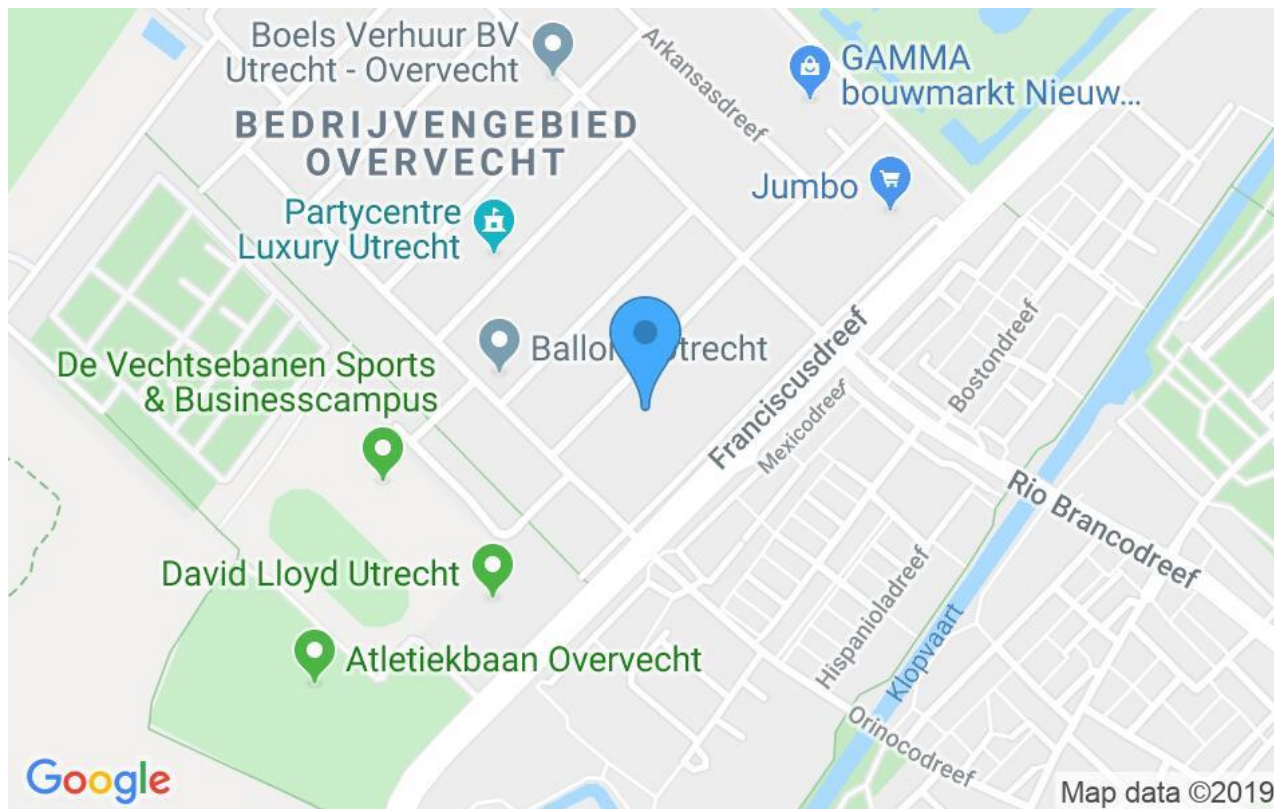 Boels Verhuur BV
Utrecht - Overvecht
Arkansasdreef
GAMMA
bouwmarkt Nieuw...
BEDRIJVENGEBIED
OVERVECHT
Jumbo
Partycentre
Luxury Utrecht
Franciscusdreef
Bostondreef
De Vechtsebanen Sports
& Businesscampus
Mexicodreef
Rio Brancodreef
Hispanioladreef
David Lloyd Utrecht
Klopvaart
Atletiekbaan Overvecht
Orinocodreef
Google
Map data ©2019